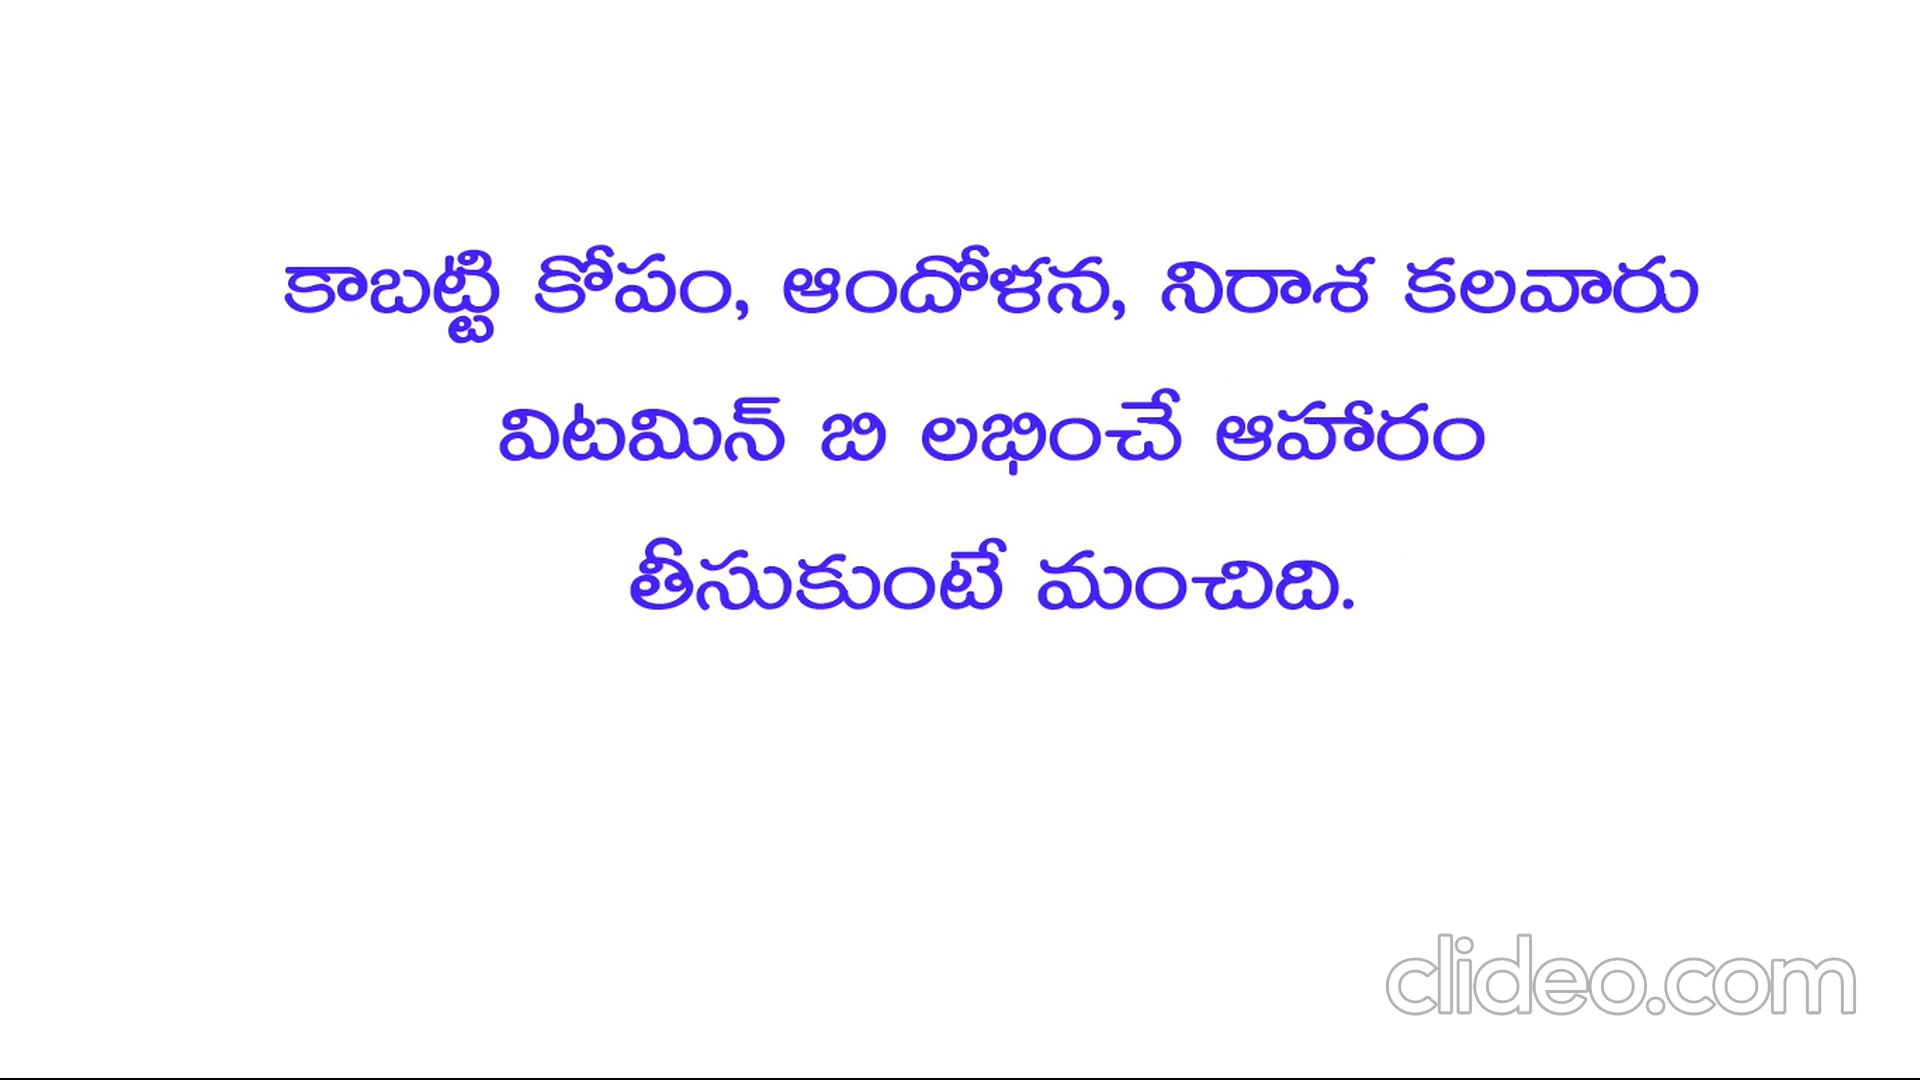 కాబట్టి కోపం, ఆందోళన, నిరాశ కలవారు
విటమిన్ బి లభించే ఆహారం
తీసుకుంటే మంచిది.
clideo.com